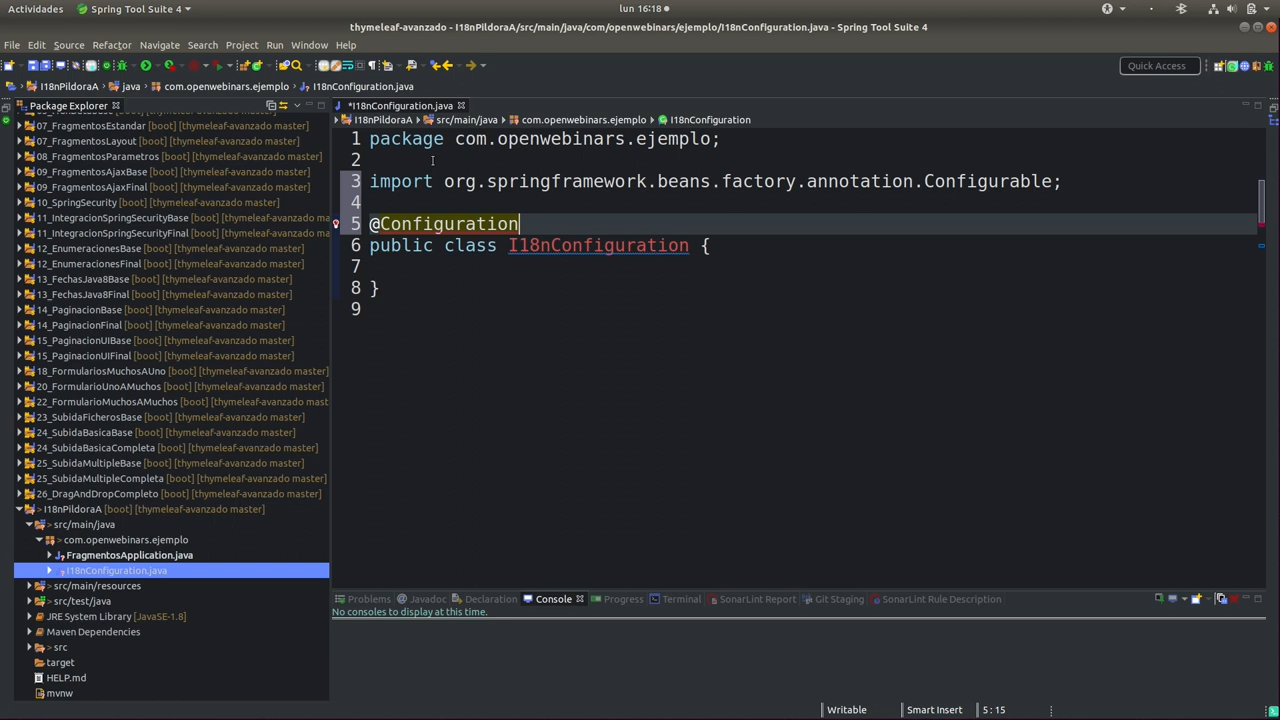 Actividades
Spring Tool Suite 4
lun 16:18
thymeleaf-avanzado - I18nPildoraA/src/main/java/com/openwebinars/ejemplo/I18nConfiguration.java - Spring Tool Suite 4
File Edit Source Refactor Navigate Search Project Run Window Help
Quick Access
I18nPildoraA java com.openwebinars.ejemplo I18nConfiguration.java
Package Explorer
07_FragmentosEstandar [boot] [thymeleaf-avanzado master]
07_FragmentosLayout [boot] [thymeleaf-avanzado master]
08_FragmentosParametros [boot] [thymeleaf-avanzado master]
09_FragmentosAjaxBase [boot] [thymeleaf-avanzado master]
09_FragmentosAjaxFinal [boot] [thymeleaf-avanzado master]
10_SpringSecurity [boot] [thymeleaf-avanzado master]
11_IntegracionSpringSecurityBase [boot] [thymeleaf-avanzado
11_IntegracionSpringSecurityFinal [boot] [thymeleaf-avanzado
12_EnumeracionesBase [boot] [thymeleaf-avanzado master]
12_EnumeracionesFinal [boot] [thymeleaf-avanzado master]
13_FechasJava8Base [boot] [thymeleaf-avanzado master]
13_FechasJava8Final [boot] [thymeleaf-avanzado master]
14_PaginacionBase [boot] [thymeleaf-avanzado master]
14_PaginacionFinal [boot] [thymeleaf-avanzado master]
15_PaginacionUIBase [boot] [thymeleaf-avanzado master]
15_PaginacionUIFinal [boot] [thymeleaf-avanzado master]
18_FormulariosMuchosAUno [boot] [thymeleaf-avanzado mas
20_FormularioUnoAMuchos [boot] [thymeleaf-avanzado mast
22_FormularioMuchosAMuchos [boot] [thymeleaf-avanzado mast
23_SubidaFicherosBase [boot] [thymeleaf-avanzado master]
24_SubidaBasicaBase [boot] [thymeleaf-avanzado master]
24_SubidaBasicaCompleta [boot] [thymeleaf-avanzado master]
25_SubidaMultipleBase [boot] [thymeleaf-avanzado master]
25_SubidaMultipleCompleta [boot] [thymeleaf-avanzado master]
26_DragAndDropCompleto [boot] [thymeleaf-avanzado master]
> I18nPildoraA [boot] [thymeleaf-avanzado master]
> src/main/java
> com.openwebinars.ejemplo
> FragmentosApplication.java
I18nConfiguration.java
> src/main/resources
> src/test/java
JRE System Library [JavaSE-1.8]
Maven Dependencies
> src
target
HELP.md
mvnw
*I18nConfiguration.java
I18nPildoraA src/main/java com.openwebinars.ejemplo I18nConfiguration
1 package com.openwebinars.ejemplo;
2
3 import org.springframework.beans.factory.annotation.Configurable;
4
5 @Configuration
6 public class I18nConfiguration {
7
8 }
9
Problems Javadoc Declaration Console Progress Terminal SonarLint Report Git Staging SonarLint Rule Description
No consoles to display at this time.
Writable Smart Insert 5 : 15